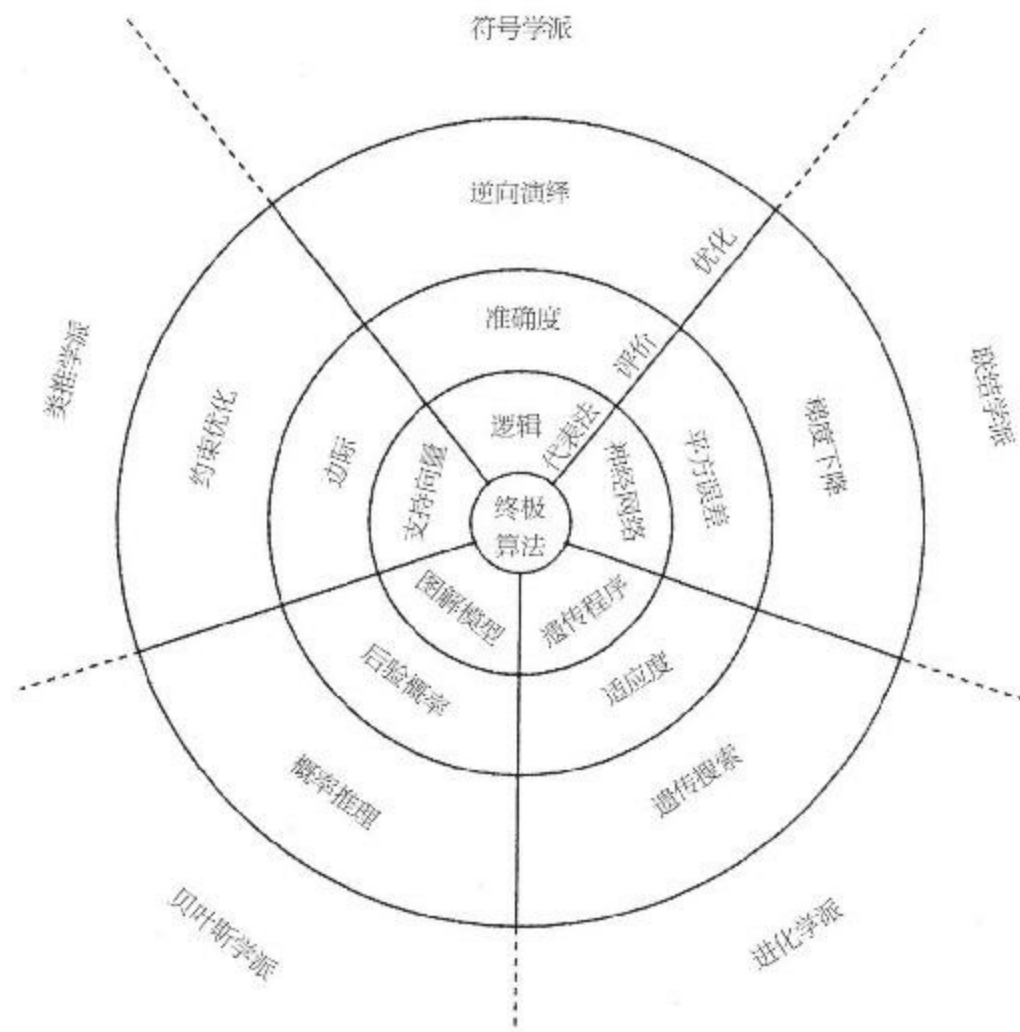 符号学派
逆向演绎
优化
准确度
评价
类推学派
联结学派
约束优化
边际
支持向量
逻辑
代表法
神经网络
平方误差
梯度下降
终极
算法
图解模型
遗传程序
后验概率
适应度
概率推理
遗传搜索
贝叶斯学派
进化学派